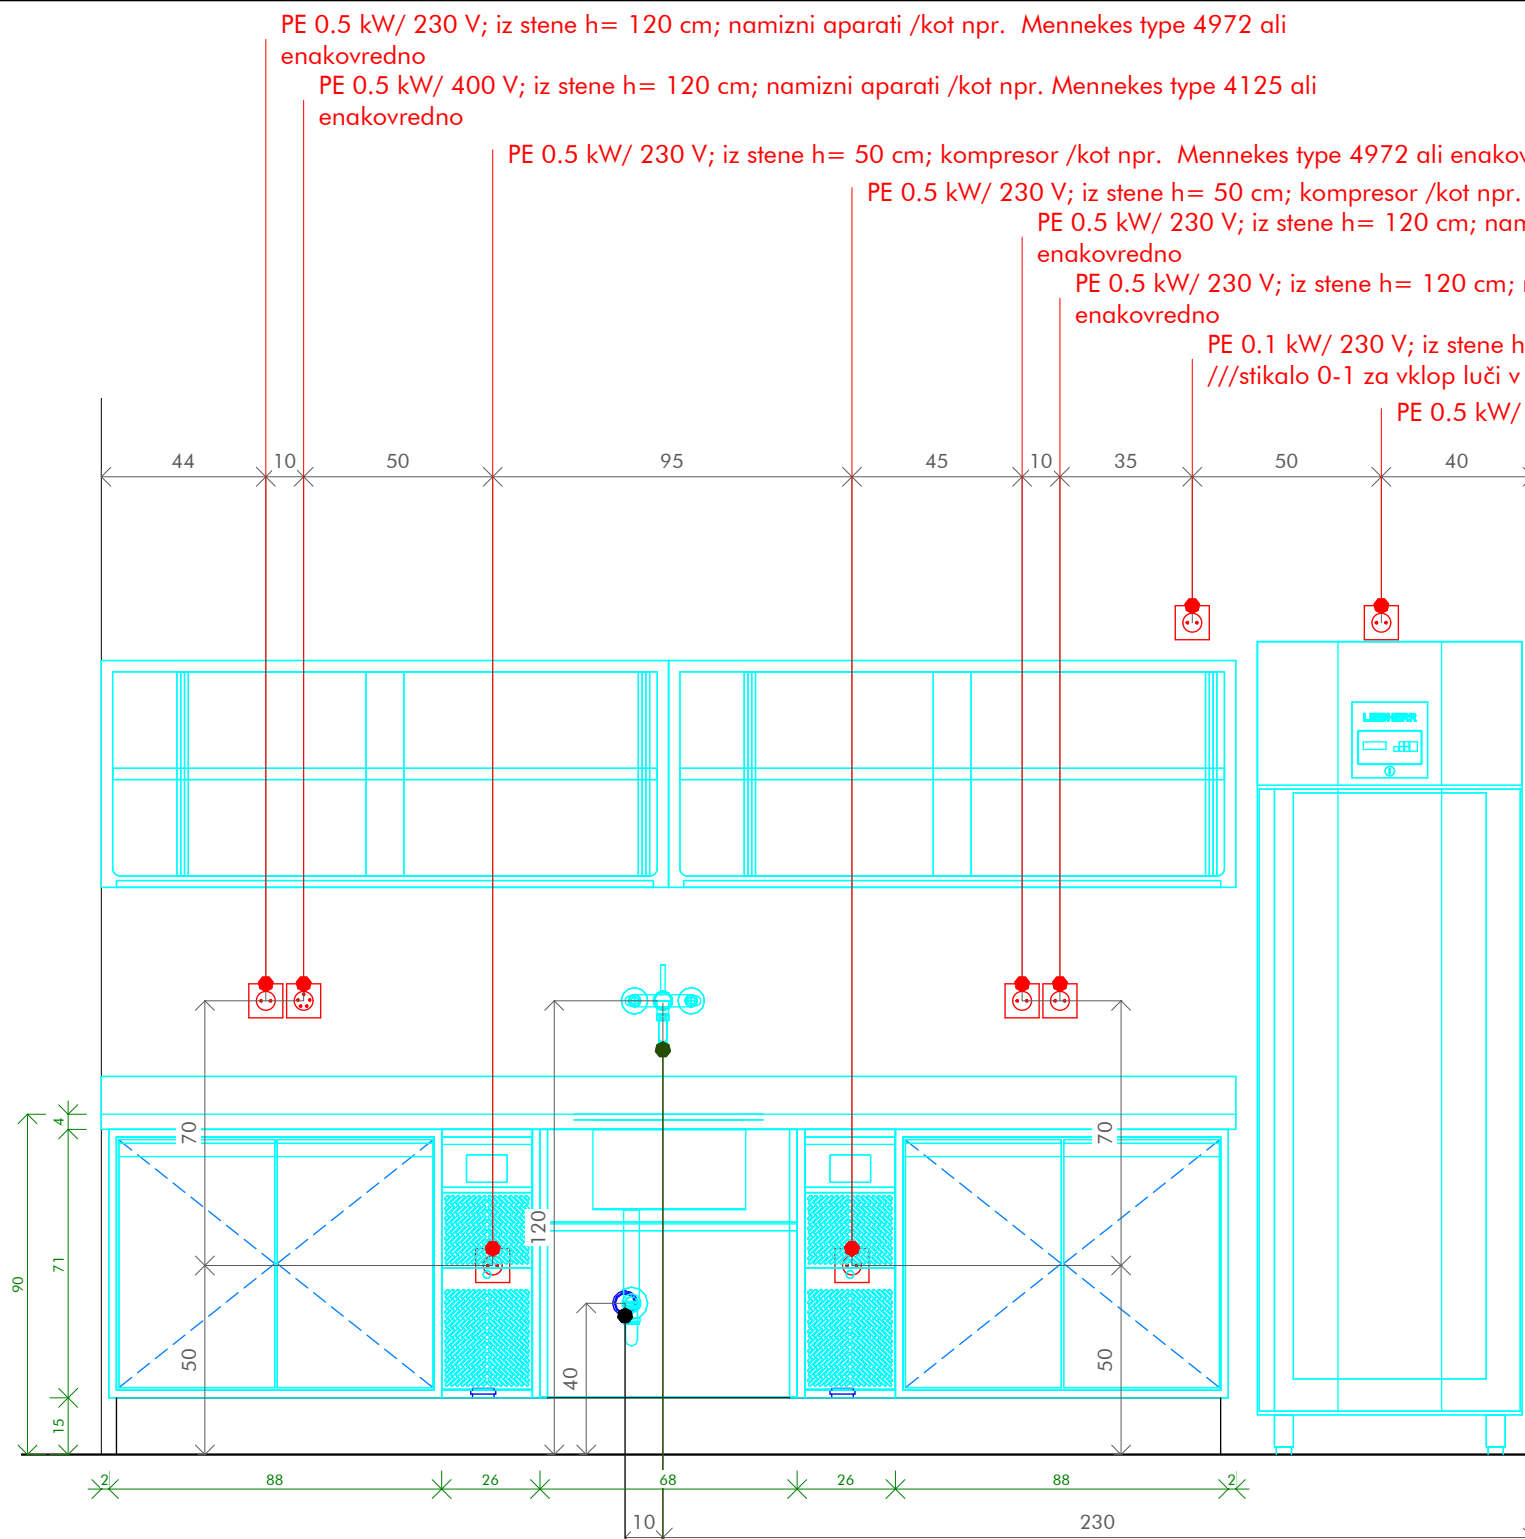 PE 0.5 kW/ 230 V; iz stene h= 120 cm; namizni aparati /kot npr.  Mennekes type 4972 ali
enakovredno
PE 0.5 kW/ 400 V; iz stene h= 120 cm; namizni aparati /kot npr. Mennekes type 4125 ali
enakovredno
PE 0.5 kW/ 230 V; iz stene h= 50 cm; kompresor /kot npr.  Mennekes type 4972 ali
PE 0.5 kW/ 230 V; iz stene h= 50 cm; kompresor /kot npr.
PE 0.5 kW/ 230 V; iz stene h= 120 cm;
enakovredno
PE 0.5 kW/ 230 V; iz stene h= 120 cm;
enakovredno
PE 0.1 kW/ 230 V; iz stene h
///stikalo 0-1 za vklop luči v
PE 0.5 kW/
44 10 50 95 45 10 35 50 40
LIEBHERR
4
70
70
120
90
71
50
40
50
15
2 88 26 68 26 88 2
10 230